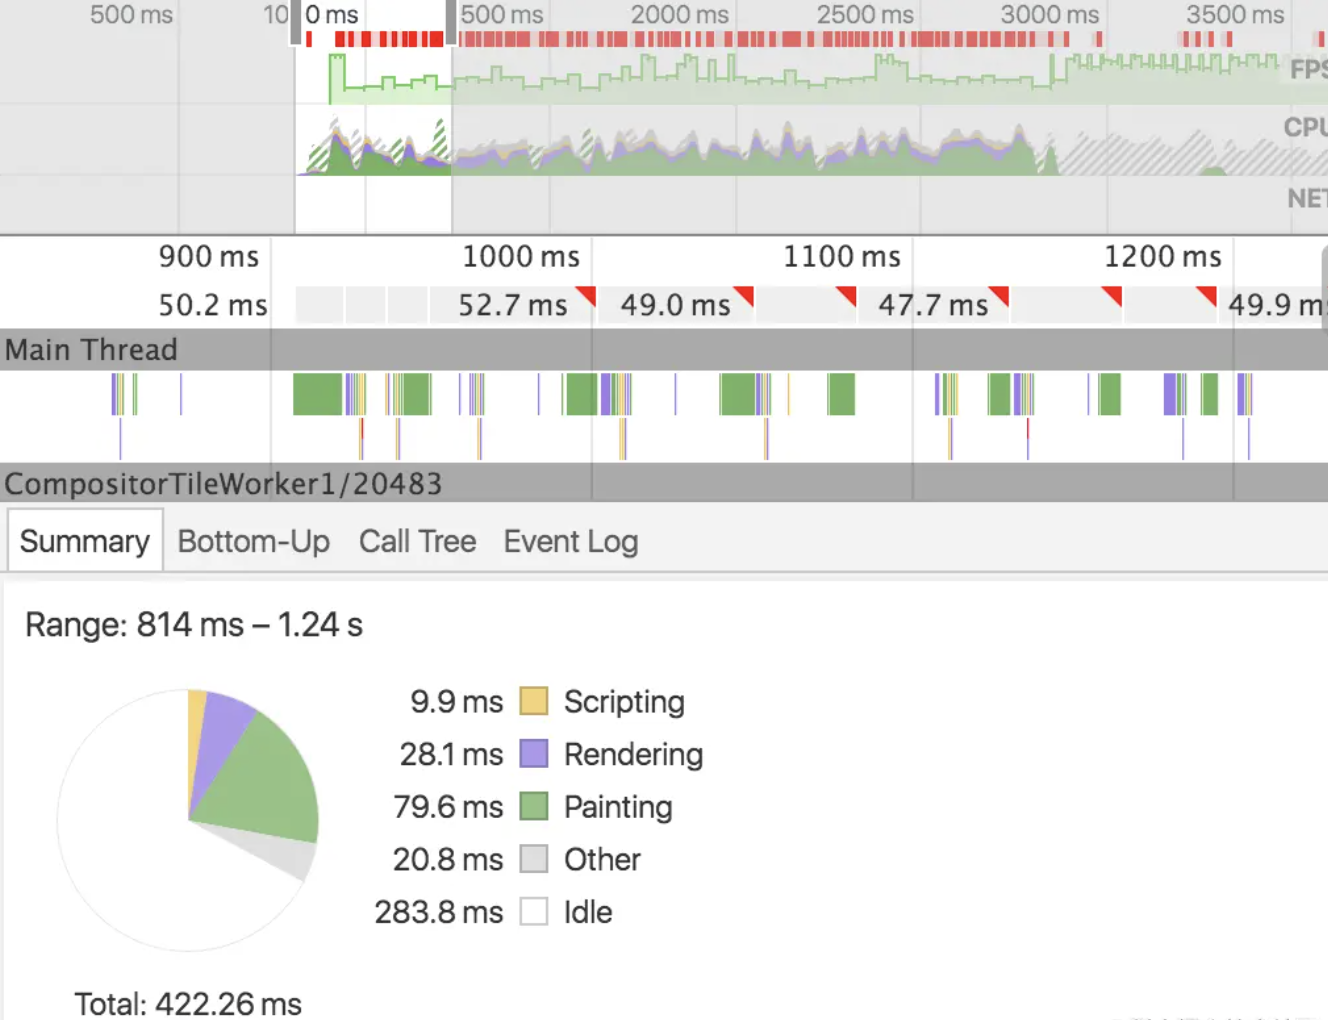 500 ms 10 0 ms 500 ms 2000 ms 2500 ms 3000 ms 3500 ms
FPS
CPU
NET
900 ms 1000 ms 1100 ms 1200 ms
50.2 ms 52.7 ms 49.0 ms 47.7 ms 49.9 m
Main Thread
CompositorTileWorker1/20483
Summary Bottom-Up Call Tree Event Log
Range: 814 ms – 1.24 s
9.9 ms Scripting
28.1 ms Rendering
79.6 ms Painting
20.8 ms Other
283.8 ms Idle
Total: 422.26 ms